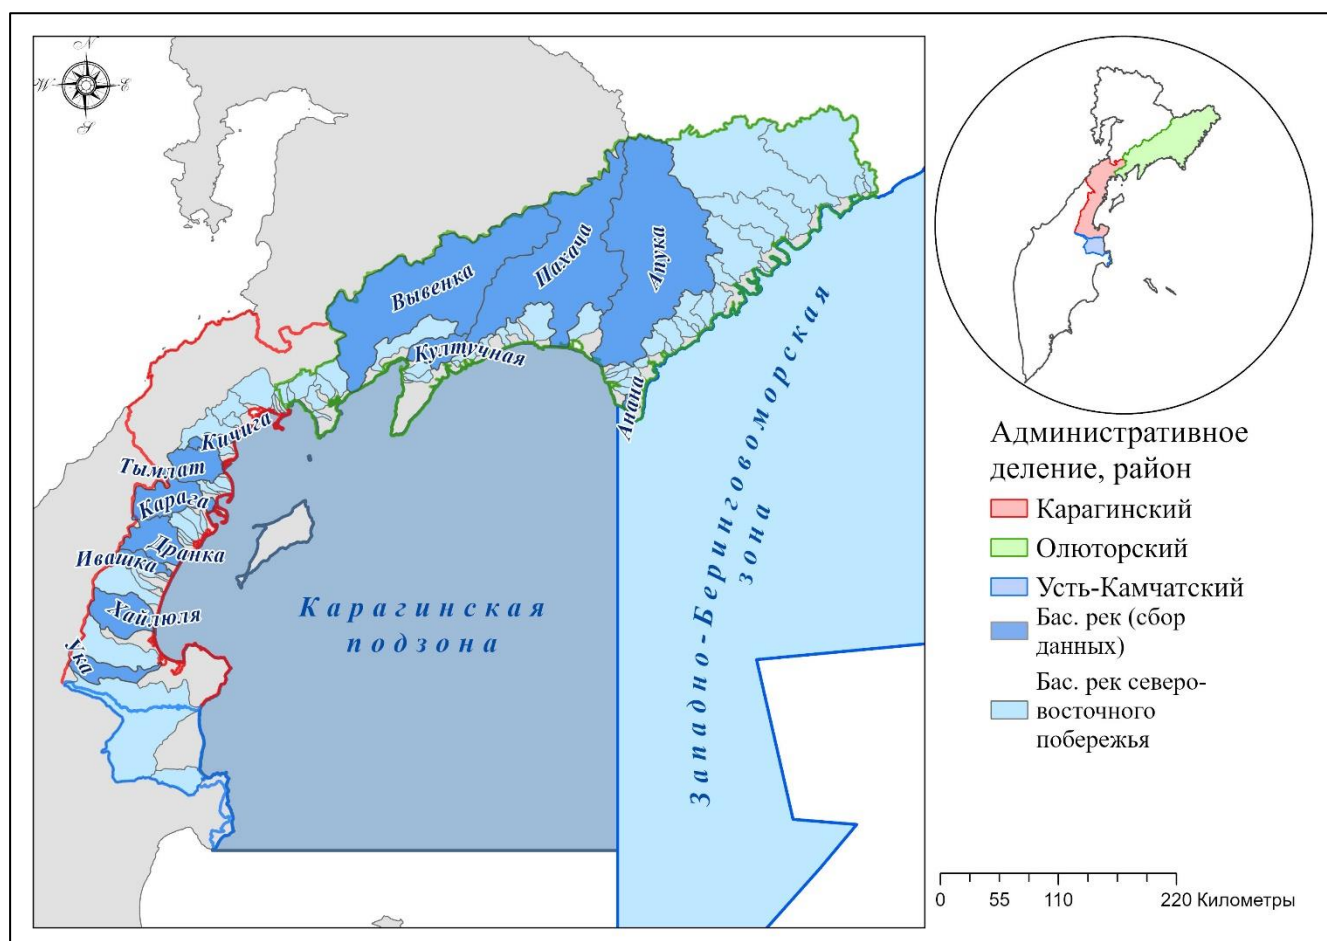 N
W
E
S
Вывенка
Пахача
Апука
Култучная
Анана
Кичига
Тымлат
Карага
Дранка
Ивашка
Хайлюля
Ука
Карагинская
подзона
Западно-Беринговоморская
зона
Административное
деление, район
Карагинский
Олюторский
Усть-Камчатский
Бас. рек (сбор
данных)
Бас. рек северо-
восточного
побережья
0 55 110 220 Километры